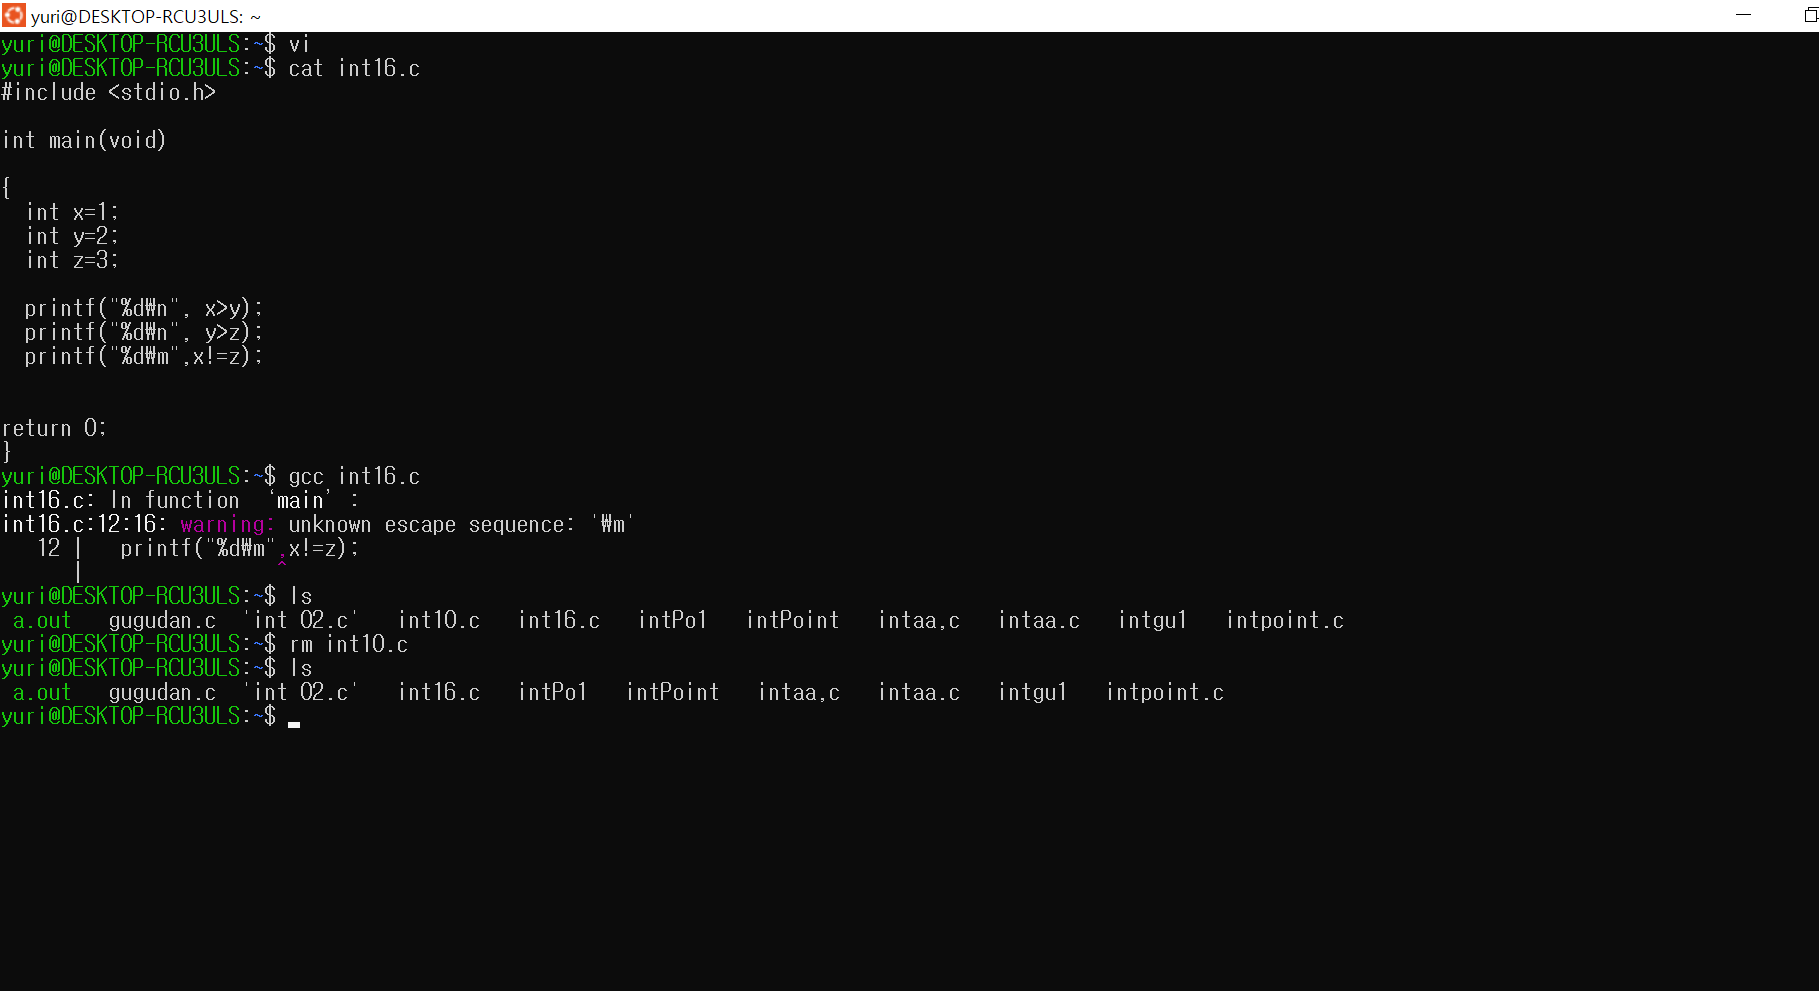 yuri@DESKTOP-RCU3ULS: ~
yuri@DESKTOP-RCU3ULS:~$ vi
yuri@DESKTOP-RCU3ULS:~$ cat int16.c
#include <stdio.h>
int main(void)
{
  int x=1;
  int y=2;
  int z=3;
  printf("%d₩n", x>y);
  printf("%d₩n", y>z);
  printf("%d₩m",x!=z);
return 0;
}
yuri@DESKTOP-RCU3ULS:~$ gcc int16.c
int16.c: In function ‘main’:
int16.c:12:16: warning: unknown escape sequence: '₩m'
   12 |   printf("%d₩m",x!=z);
      |                ^
yuri@DESKTOP-RCU3ULS:~$ ls
 a.out   gugudan.c  'int 02.c'   int10.c   int16.c   intPo1   intPoint   intaa,c   intaa.c   intgu1   intpoint.c
yuri@DESKTOP-RCU3ULS:~$ rm int10.c
yuri@DESKTOP-RCU3ULS:~$ ls
 a.out   gugudan.c  'int 02.c'   int16.c   intPo1   intPoint   intaa,c   intaa.c   intgu1   intpoint.c
yuri@DESKTOP-RCU3ULS:~$